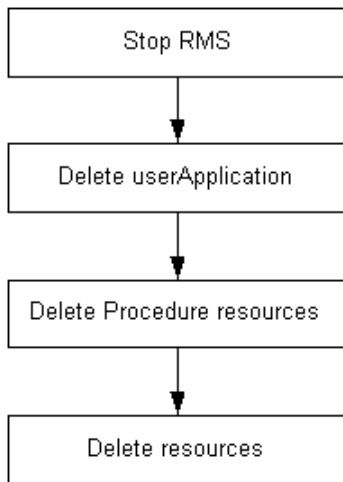 Stop RMS
Delete userApplication
Delete Procedure resources
Delete resources